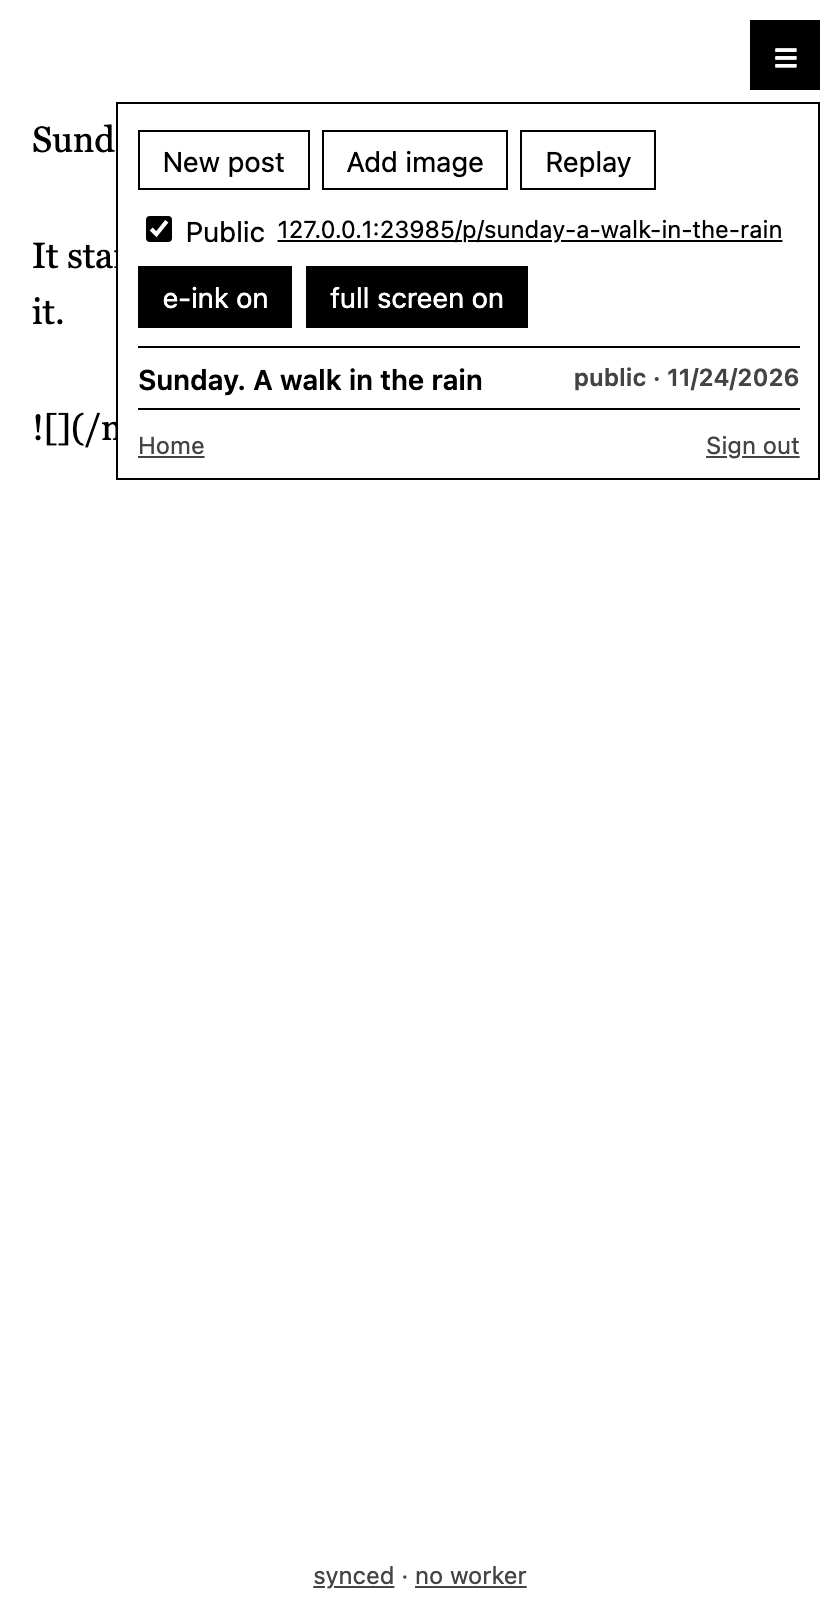 ☰
Sund
New post Add image Replay
Public 127.0.0.1:23985/p/sunday-a-walk-in-the-rain
It star
it.
e-ink on full screen on
Sunday. A walk in the rain public · 11/24/2026
![](/m
Home Sign out
synced · no worker